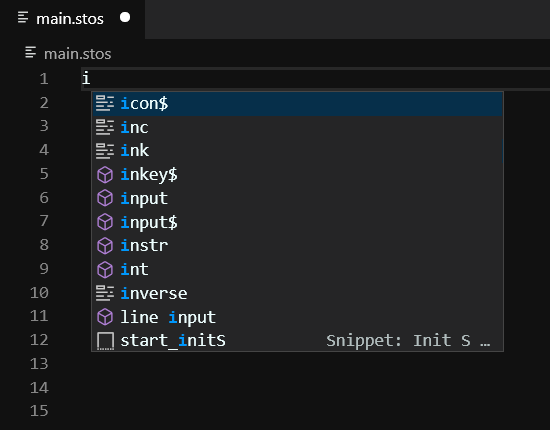 main.stos
main.stos
1 i
2 icon$
3 inc
4 ink
5 inkey$
6 input
7 input$
8 instr
9 int
10 inverse
11 line input
12 start_initS Snippet: Init S …
13
14
15